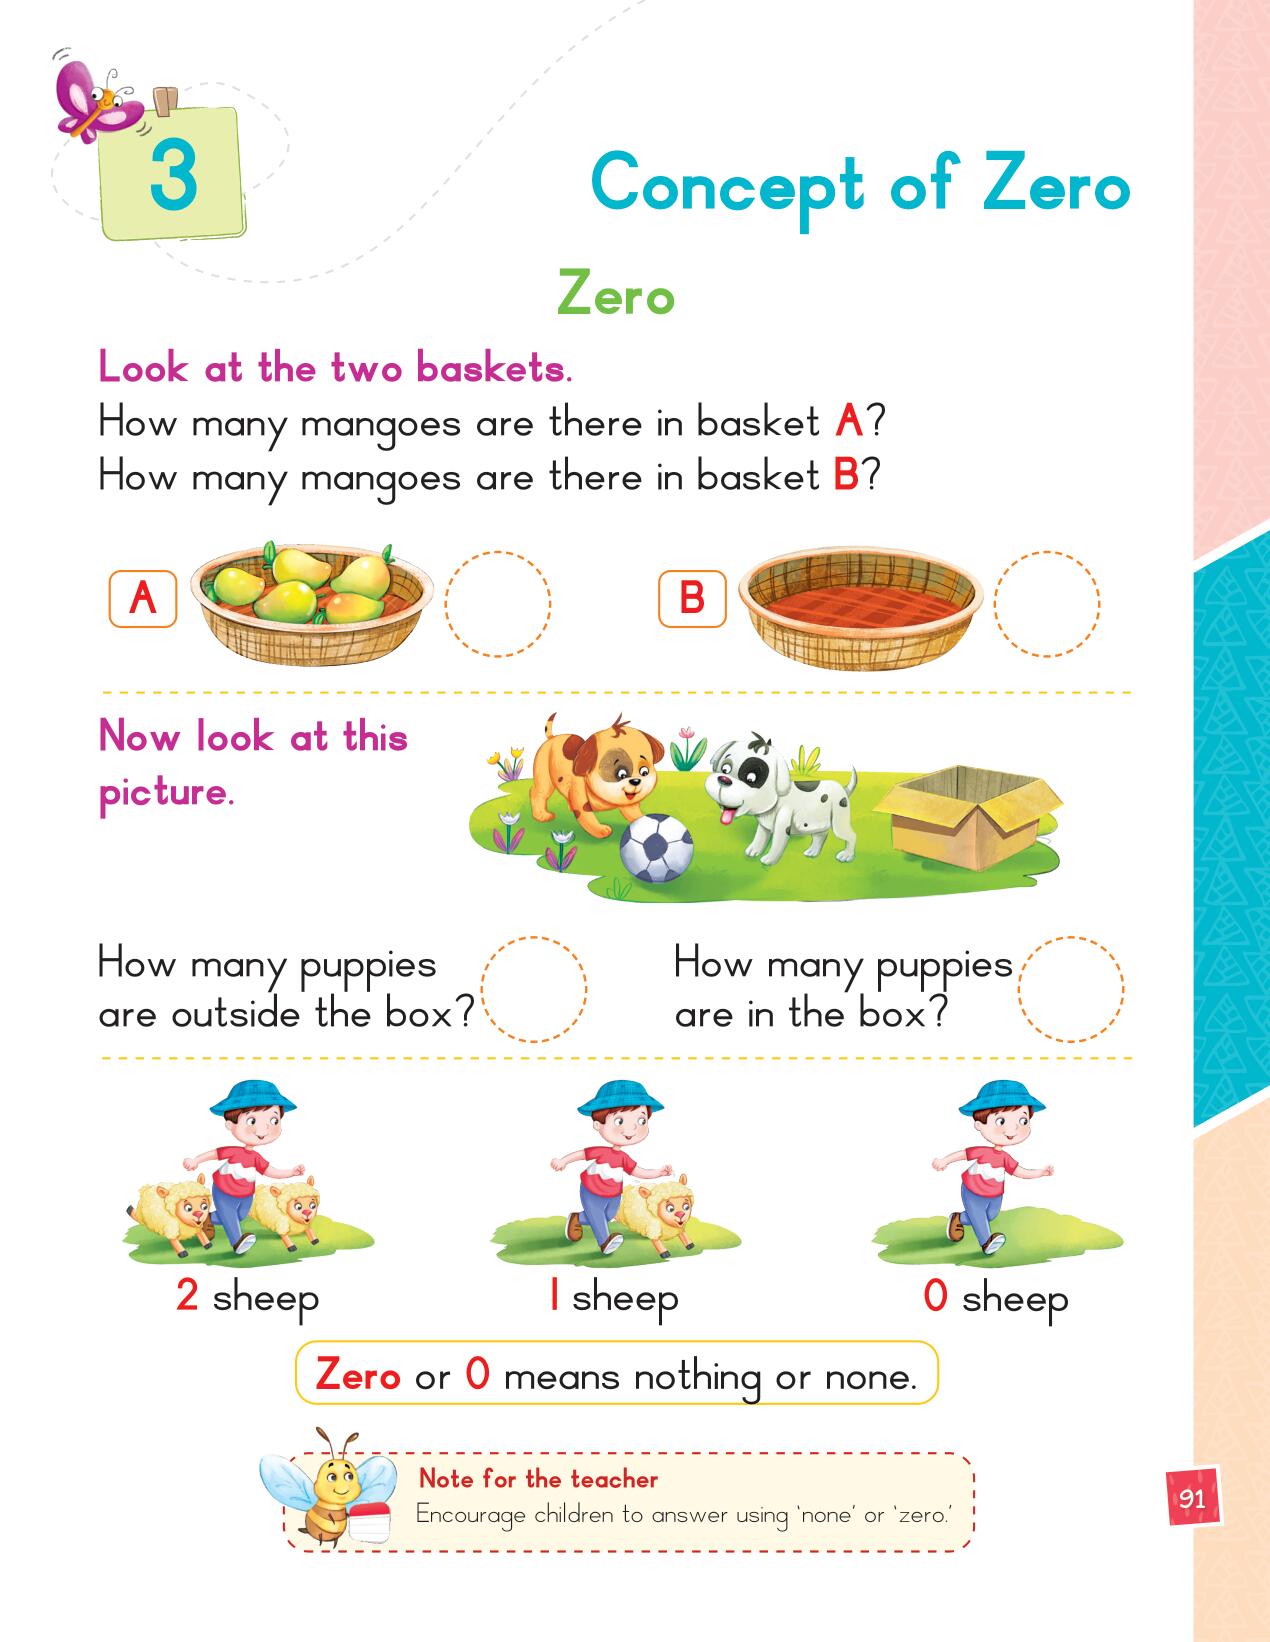 3
Concept of Zero
Zero
Look at the two baskets.
How many mangoes are there in basket A?
How many mangoes are there in basket B?
A
B
Now look at this
picture.
How many puppies
are outside the box?
How many puppies
are in the box?
2 sheep
1 sheep
0 sheep
Zero or 0 means nothing or none.
Note for the teacher
Encourage children to answer using ‘none’ or ‘zero.’
91